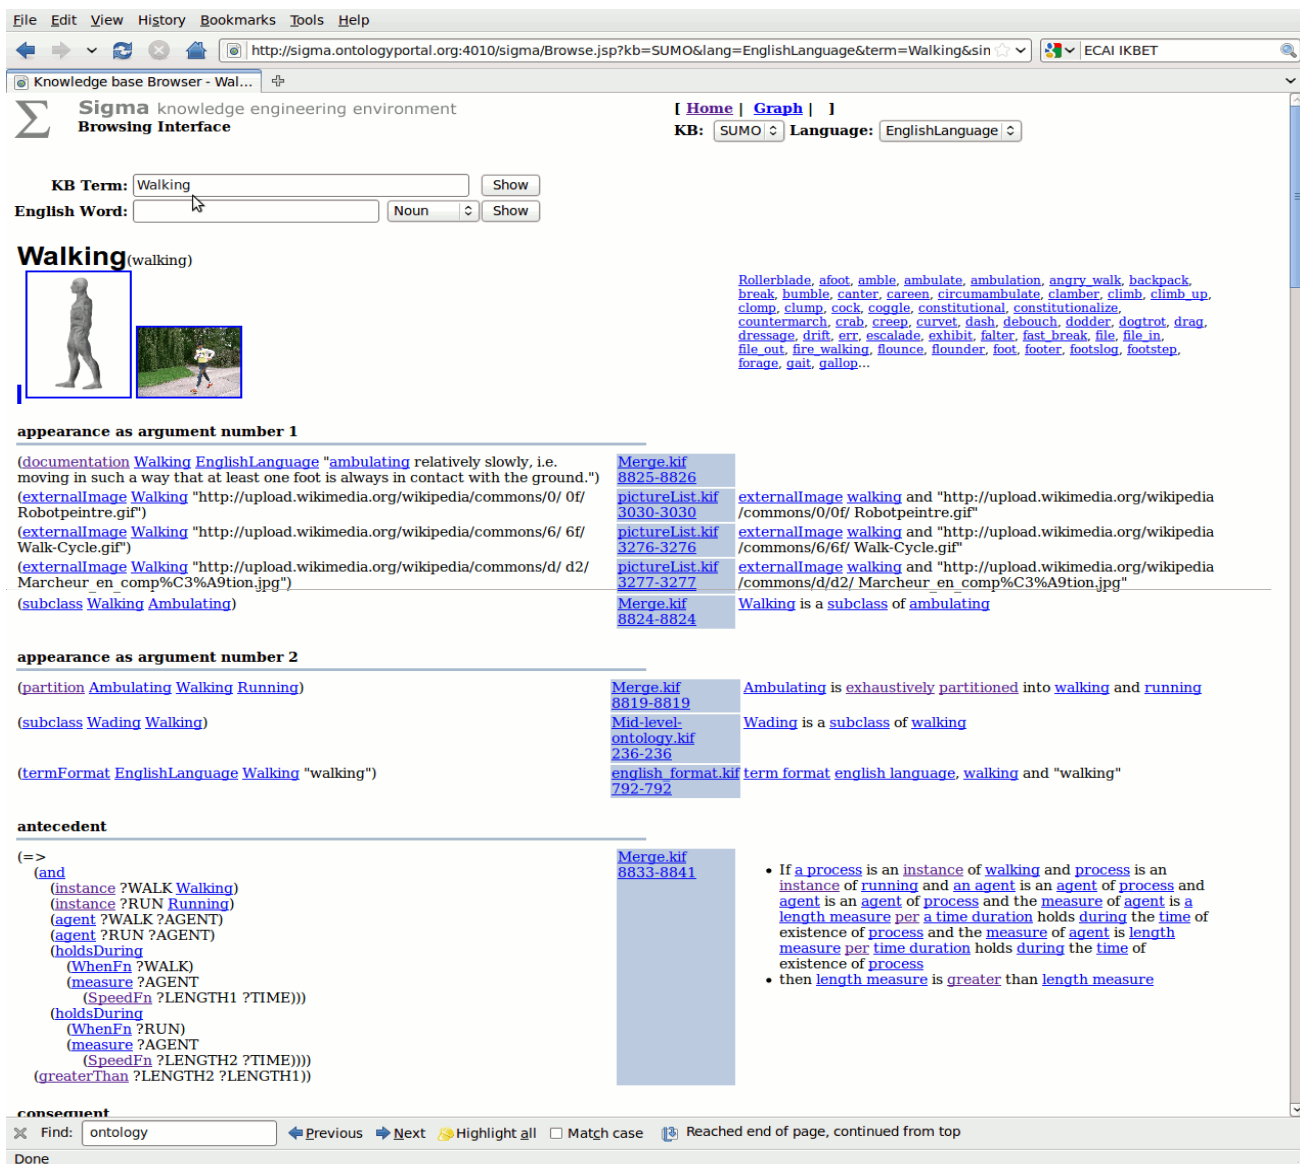 File Edit View History Bookmarks Tools Help
http://sigma.ontologyportal.org:4010/sigma/Browse.jsp?kb=SUMO&lang=EnglishLanguage&term=Walking&sin
ECAI IKBET
Knowledge base Browser - Wal...
Σ Sigma knowledge engineering environment
Browsing Interface
[ Home | Graph | ]
KB: SUMO Language: EnglishLanguage
KB Term: Walking Show
English Word: Noun Show
Walking(walking)
Rollerblade, afoot, amble, ambulate, ambulation, angry_walk, backpack,
break, bumble, canter, careen, circumambulate, clamber, climb, climb_up,
clomp, clump, cock, coggle, constitutional, constitutionalize,
countermarch, crab, creep, curvet, dash, debouch, dodder, dogtrot, drag,
dressage, drift, err, escalade, exhibit, falter, fast_break, file, file_in,
file_out, fire_walking, flounce, flounder, foot, footer, footslog, footstep,
forage, gait, gallop...
appearance as argument number 1
(documentation Walking EnglishLanguage "ambulating relatively slowly, i.e.
moving in such a way that at least one foot is always in contact with the ground.")
Merge.kif
8825-8826
(externalImage Walking "http://upload.wikimedia.org/wikipedia/commons/0/ 0f/
Robotpeintre.gif")
pictureList.kif
3030-3030
externalImage walking and "http://upload.wikimedia.org/wikipedia
/commons/0/0f/ Robotpeintre.gif"
(externalImage Walking "http://upload.wikimedia.org/wikipedia/commons/6/ 6f/
Walk-Cycle.gif")
pictureList.kif
3276-3276
externalImage walking and "http://upload.wikimedia.org/wikipedia
/commons/6/6f/ Walk-Cycle.gif"
(externalImage Walking "http://upload.wikimedia.org/wikipedia/commons/d/ d2/
Marcheur_en_comp%C3%A9tion.jpg")
pictureList.kif
3277-3277
externalImage walking and "http://upload.wikimedia.org/wikipedia
/commons/d/d2/ Marcheur_en_comp%C3%A9tion.jpg"
(subclass Walking Ambulating)
Merge.kif
8824-8824
Walking is a subclass of ambulating
appearance as argument number 2
(partition Ambulating Walking Running)
Merge.kif
8819-8819
Ambulating is exhaustively partitioned into walking and running
(subclass Wading Walking)
Mid-level-
ontology.kif
236-236
Wading is a subclass of walking
(termFormat EnglishLanguage Walking "walking")
english_format.kif
792-792
term format english language, walking and "walking"
antecedent
(=>
(and
(instance ?WALK Walking)
(instance ?RUN Running)
(agent ?WALK ?AGENT)
(agent ?RUN ?AGENT)
(holdsDuring
(WhenFn ?WALK)
(measure ?AGENT
(SpeedFn ?LENGTH1 ?TIME)))
(holdsDuring
(WhenFn ?RUN)
(measure ?AGENT
(SpeedFn ?LENGTH2 ?TIME))))
(greaterThan ?LENGTH2 ?LENGTH1))
Merge.kif
8833-8841
• If a process is an instance of walking and process is an
instance of running and an agent is an agent of process and
agent is an agent of process and the measure of agent is a
length measure per a time duration holds during the time of
existence of process and the measure of agent is length
measure per time duration holds during the time of
existence of process
• then length measure is greater than length measure
consequent
Find: ontology Previous Next Highlight all Match case Reached end of page, continued from top
Done